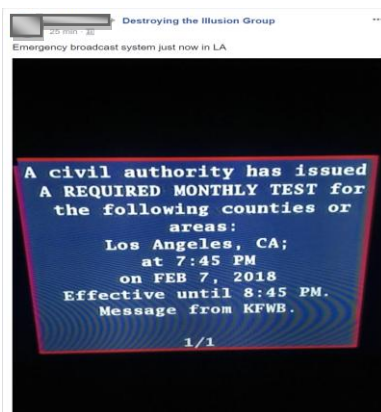 Destroying the Illusion Group
25 min
Emergency broadcast system just now in LA
A civil authority has issued
A REQUIRED MONTHLY TEST for
the following counties or
areas:
Los Angeles, CA;
at 7:45 PM
on FEB 7, 2018
Effective until 8:45 PM.
Message from KFWB.
1/1